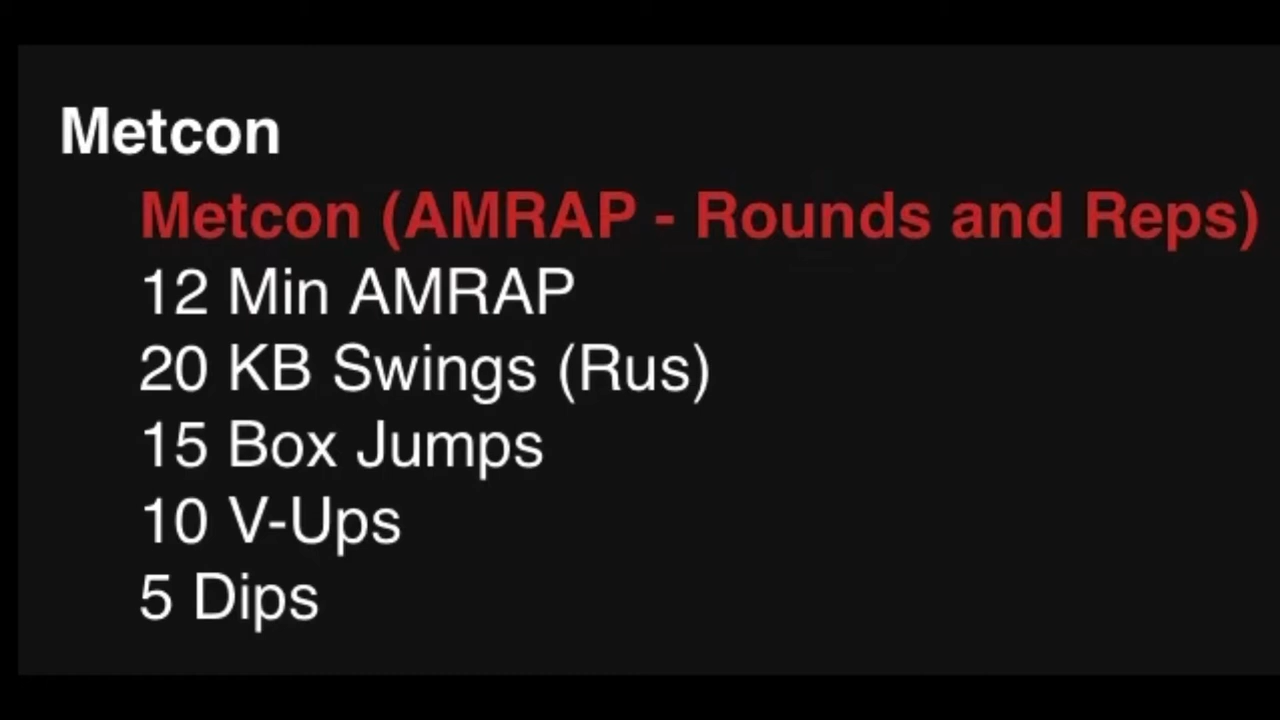 Metcon
Metcon (AMRAP - Rounds and Reps)
12 Min AMRAP
20 KB Swings (Rus)
15 Box Jumps
10 V-Ups
5 Dips